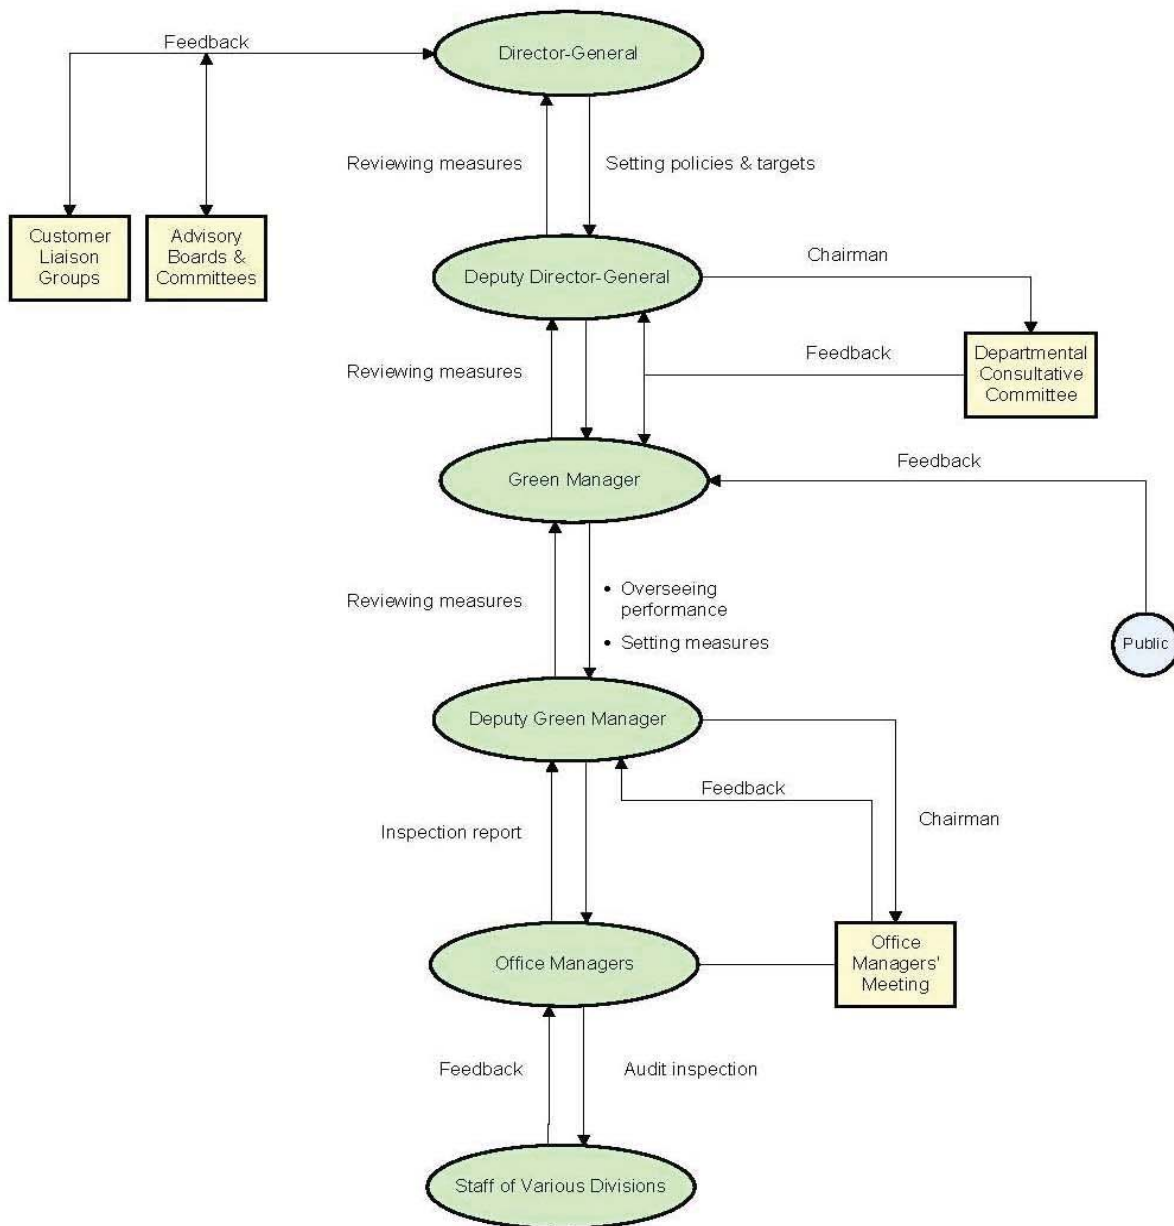 Feedback
Director-General
Reviewing measures
Setting policies & targets
Customer
Liaison
Groups
Advisory
Boards &
Committees
Deputy Director-General
Chairman
Reviewing measures
Feedback
Departmental
Consultative
Committee
Green Manager
Feedback
Reviewing measures
• Overseeing
performance
• Setting measures
Public
Deputy Green Manager
Feedback
Inspection report
Chairman
Office Managers
Office
Managers'
Meeting
Feedback
Audit inspection
Staff of Various Divisions